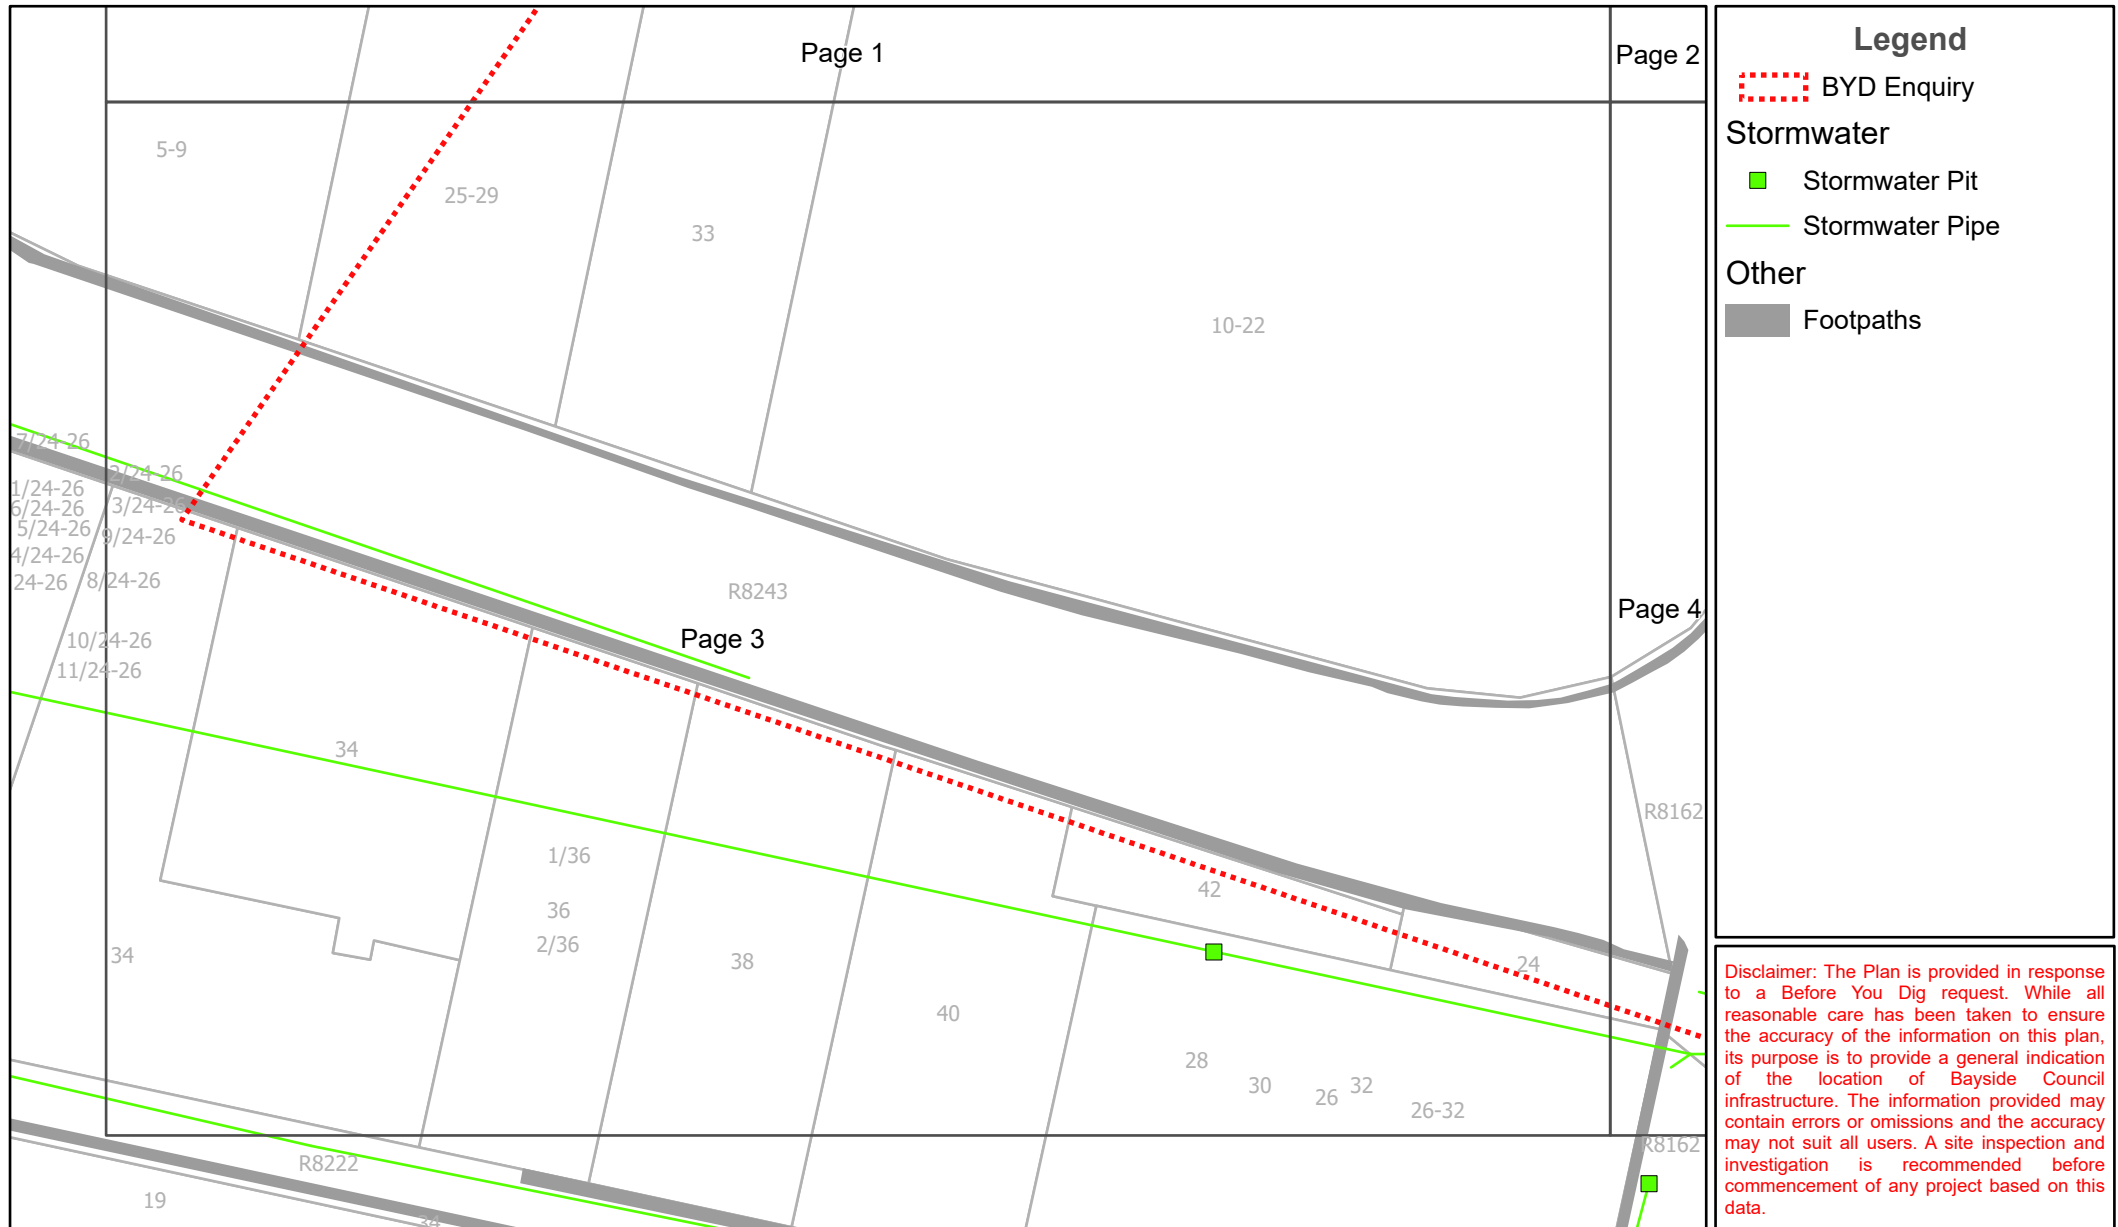 Page 1
Page 2
5-9
25-29
33
10-22
7/24-26
2/24-26
1/24-26
3/24-26
6/24-26
5/24-26
9/24-26
4/24-26
24-26
8/24-26
10/24-26
11/24-26
R8243
Page 3
Page 4
34
R8162
1/36
42
36
2/36
34
38
24
40
28
30
26
32
26-32
R8162
R8222
19
34
Legend
BYD Enquiry
Stormwater
Stormwater Pit
Stormwater Pipe
Other
Footpaths
Disclaimer: The Plan is provided in response
to a Before You Dig request. While all
reasonable care has been taken to ensure
the accuracy of the information on this plan,
its purpose is to provide a general indication
of the location of Bayside Council
infrastructure. The information provided may
contain errors or omissions and the accuracy
may not suit all users. A site inspection and
investigation is recommended before
commencement of any project based on this
data.